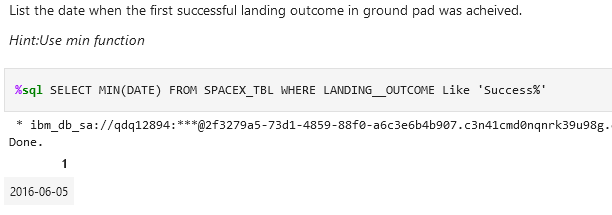 List the date when the first successful landing outcome in ground pad was acheived.
Hint:Use min function
%sql SELECT MIN(DATE) FROM SPACEX_TBL WHERE LANDING__OUTCOME Like 'Success%'
* ibm_db_sa://qdq12894:***@2f3279a5-73d1-4859-88f0-a6c3e6b4b907.c3n41cmd0nqnrk39u98g.
Done.
1
2016-06-05